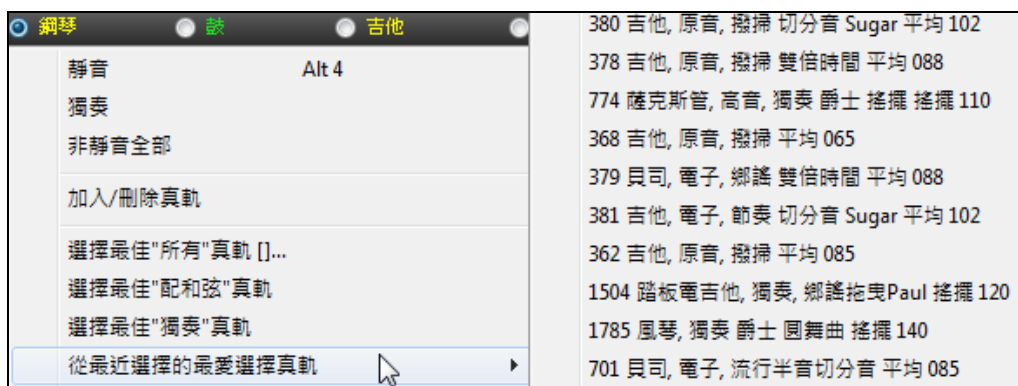 鋼琴 鼓 吉他
靜音 Alt 4
獨奏
非靜音全部
加入/刪除真軌
選擇最佳"所有"真軌 []...
選擇最佳"配和弦"真軌
選擇最佳"獨奏"真軌
從最近選擇的最愛選擇真軌
380 吉他, 原音, 撥掃 切分音 Sugar 平均 102
378 吉他, 原音, 撥掃 雙倍時間 平均 088
774 薩克斯管, 高音, 獨奏 爵士 搖擺 搖擺 110
368 吉他, 原音, 撥掃 平均 065
379 貝司, 電子, 鄉謠 雙倍時間 平均 088
381 吉他, 電子, 節奏 切分音 Sugar 平均 102
362 吉他, 原音, 撥掃 平均 085
1504 踏板電吉他, 獨奏, 鄉謠拖曳Paul 搖擺 120
1785 風琴, 獨奏 爵士 圓舞曲 搖擺 140
701 貝司, 電子, 流行半音切分音 平均 085